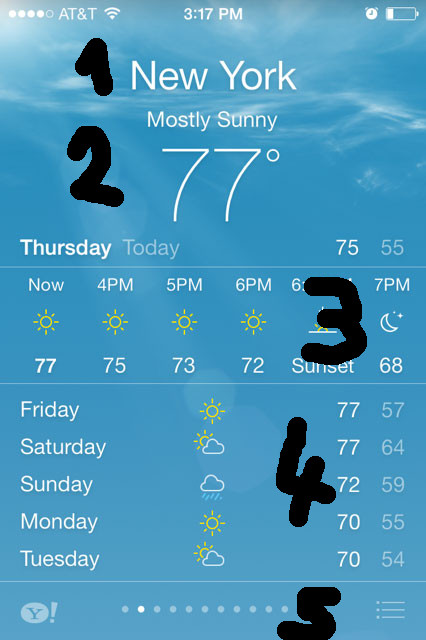 AT&T 3:17 PM
1
New York
Mostly Sunny
2
77°
Thursday Today 75 55
Now 4PM 5PM 6PM 7PM
3
77 75 73 72 Sunset 68
Friday 77 57
Saturday 77 64
4
Sunday 72 59
Monday 70 55
Tuesday 70 54
Y! 5